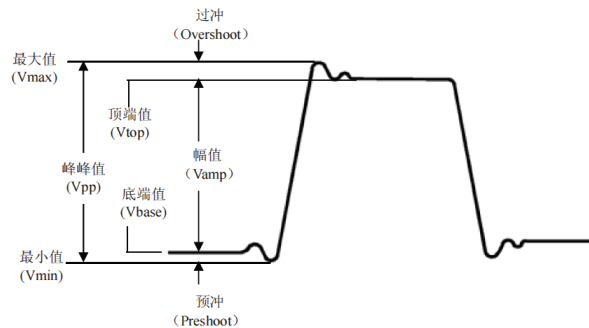 过冲
（Overshoot）
最大值
(Vmax)
顶端值
(Vtop)
峰峰值
(Vpp)
幅值
（Vamp）
底端值
(Vbase)
最小值
(Vmin)
预冲
（Preshoot）